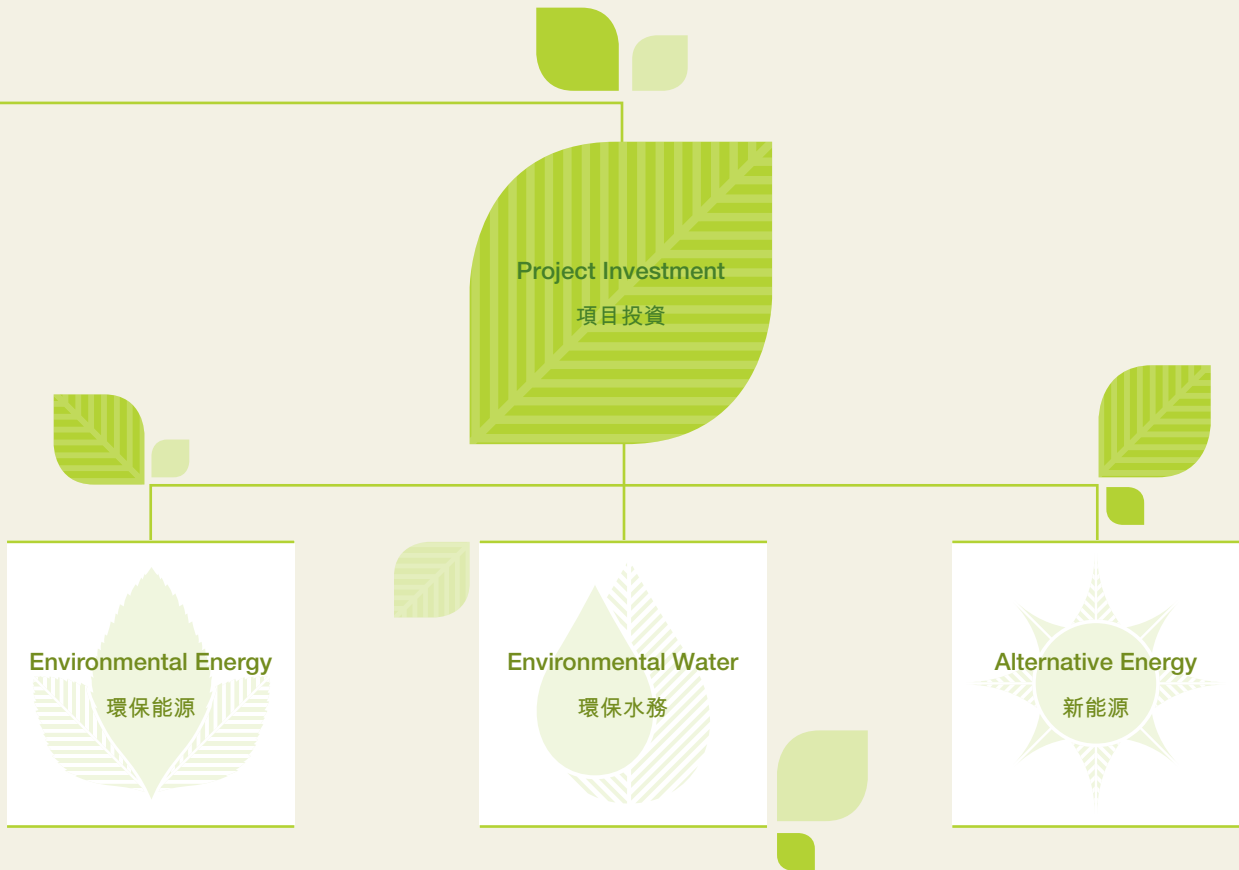 Project Investment
項目投資
Environmental Energy
環保能源
Environmental Water
環保水務
Alternative Energy
新能源